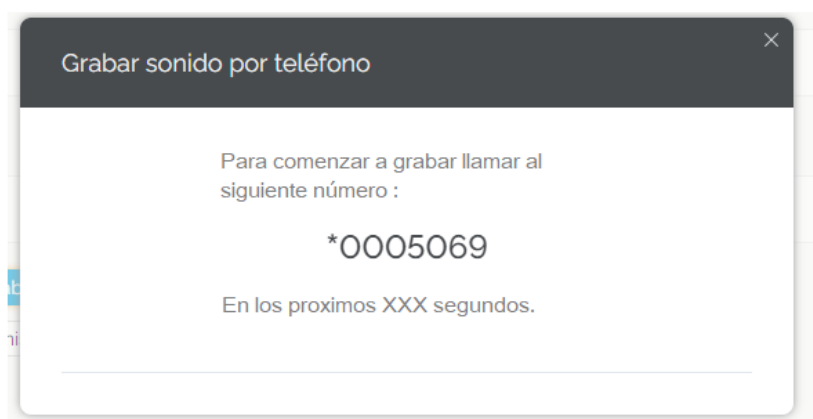 Grabar sonido por teléfono
Para comenzar a grabar llamar al
siguiente número :
*0005069
En los proximos XXX segundos.